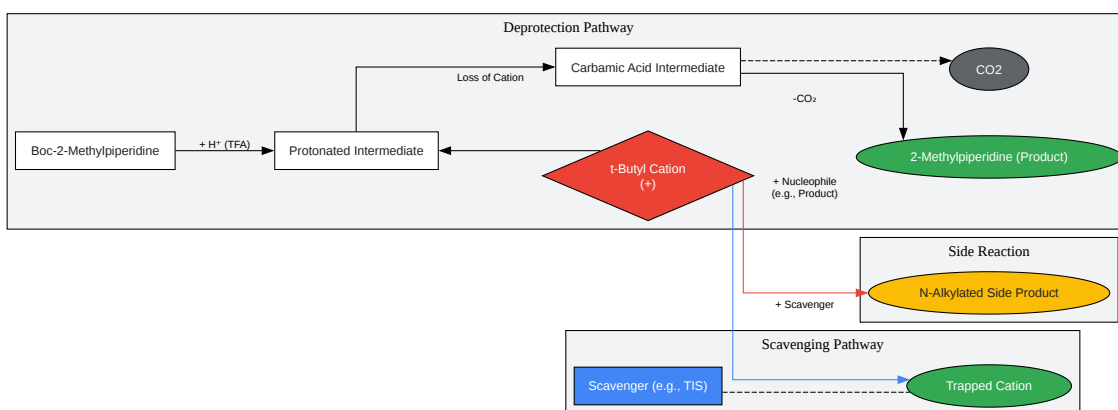 Deprotection Pathway
Carbamic Acid Intermediate
CO2
Loss of Cation
-CO₂
Boc-2-Methylpiperidine
+ H⁺ (TFA)
Protonated Intermediate
t-Butyl Cation
(+)
+ Nucleophile
(e.g., Product)
2-Methylpiperidine (Product)
Side Reaction
N-Alkylated Side Product
+ Scavenger
Scavenging Pathway
Scavenger (e.g., TIS)
Trapped Cation